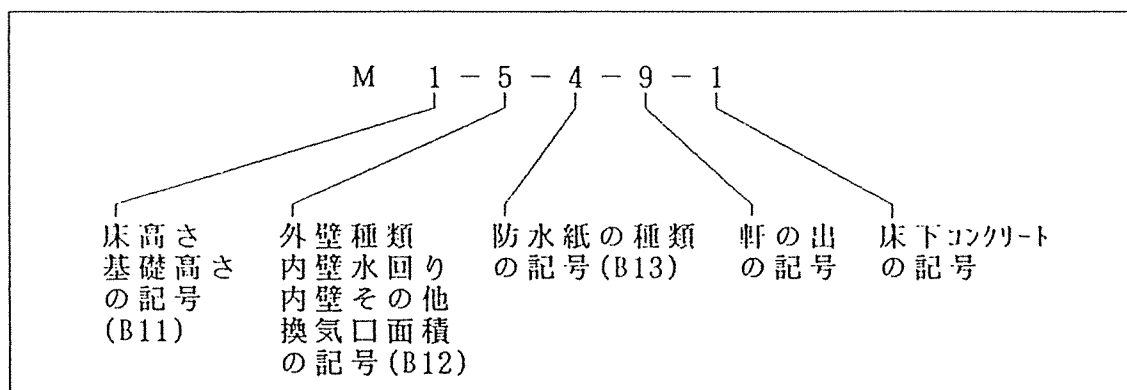 M 1 - 5 - 4 - 9 - 1
床高さ
基礎高さ
の記号
(B11)
外壁種類
内壁水回り
内壁その他
換気口面積
の記号(B12)
防水紙の種類
の記号(B13)
軒の出
の記号
床下コンクリート
の記号